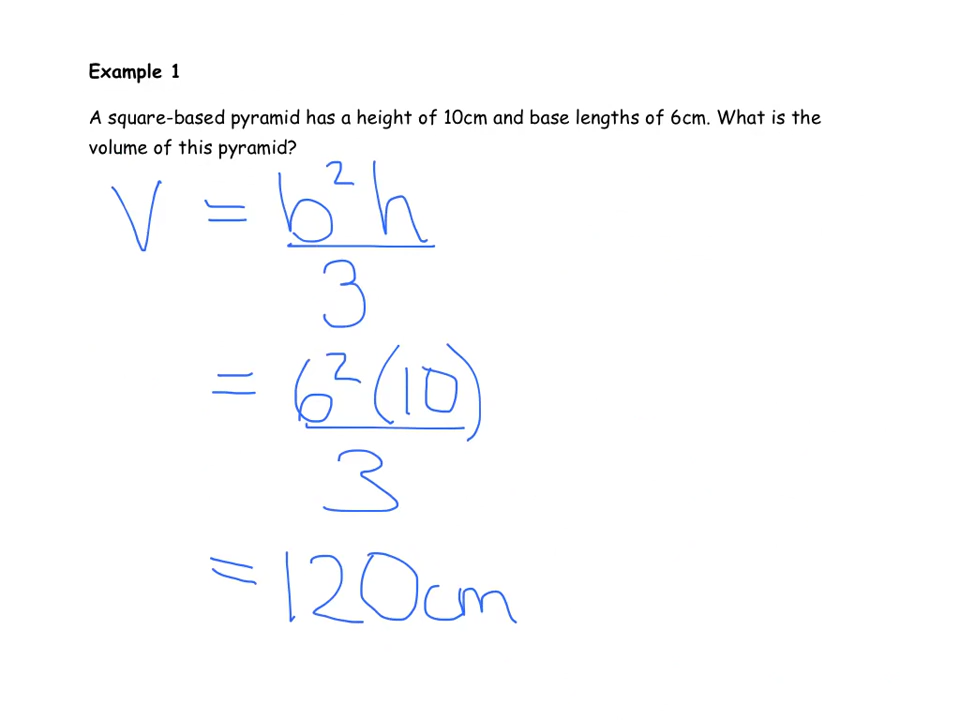 Example 1
A square-based pyramid has a height of 10cm and base lengths of 6cm. What is the
volume of this pyramid?
V = b²h
3
= 6²(10)
3
= 120cm